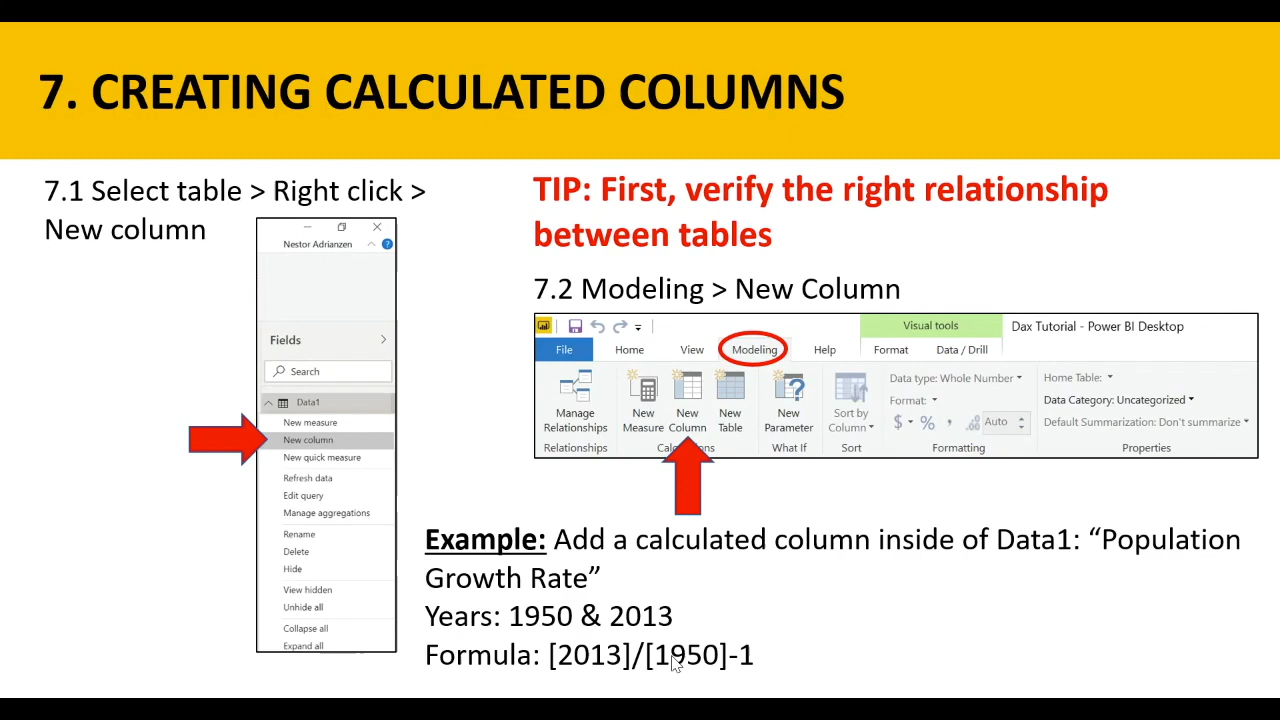 7. CREATING CALCULATED COLUMNS
7.1 Select table > Right click >
New column
Nestor Adrianzen
Fields
Search
Data1
New measure
New column
New quick measure
Refresh data
Edit query
Manage aggregations
Rename
Delete
Hide
View hidden
Unhide all
Collapse all
Expand all
TIP: First, verify the right relationship
between tables
7.2 Modeling > New Column
Visual tools
Dax Tutorial - Power BI Desktop
File Home View Modeling Help Format Data / Drill
Manage Relationships
New Measure
New Column
New Table
New Parameter
Sort by Column
Data type: Whole Number
Format:
$ % , Auto
Home Table:
Data Category: Uncategorized
Default Summarization: Don't summarize
Relationships
What If Sort Formatting Properties
Example: Add a calculated column inside of Data1: “Population
Growth Rate”
Years: 1950 & 2013
Formula: [2013]/[1950]-1